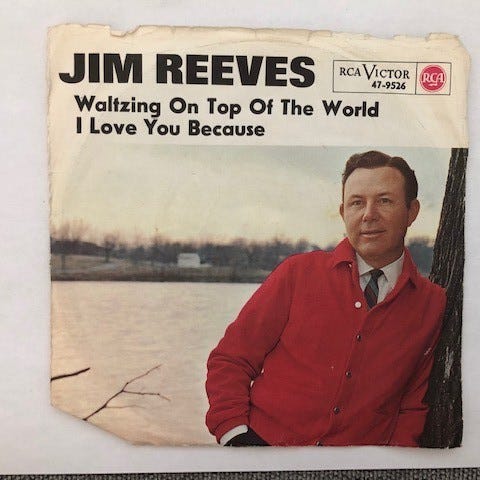 JIM REEVES
Waltzing On Top Of The World
I Love You Because
RCA VICTOR
47-9526
RCA